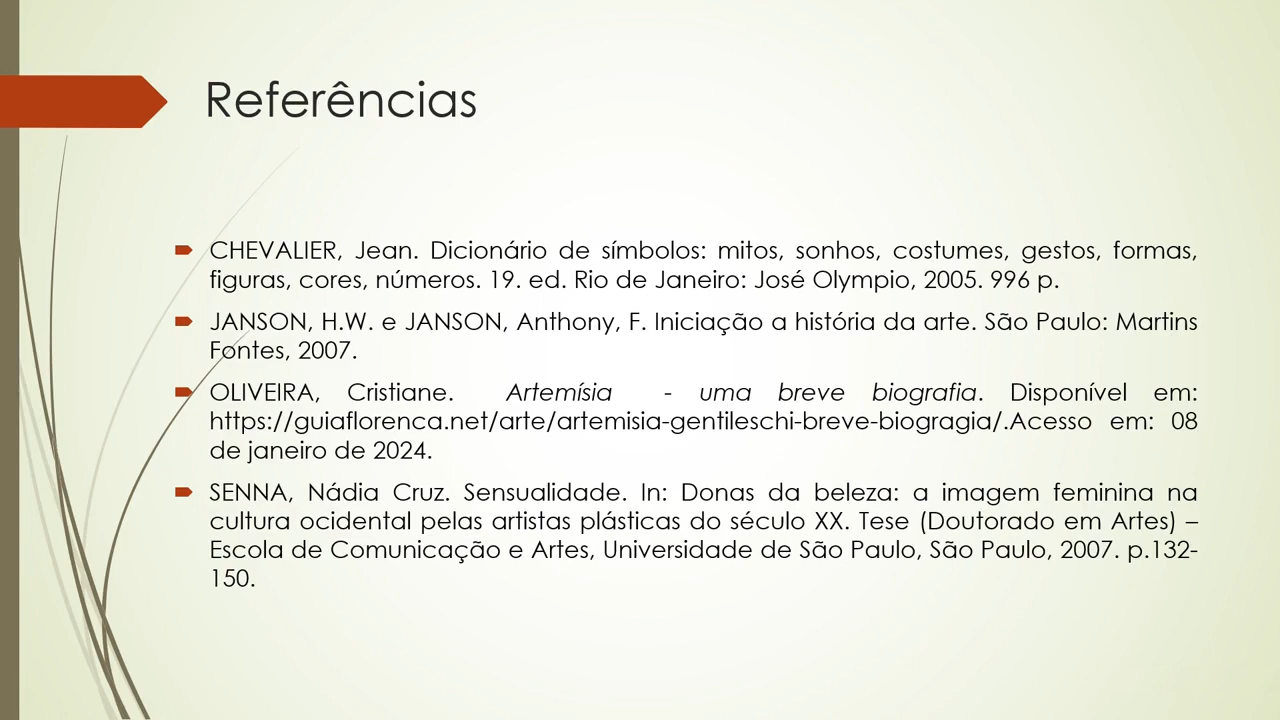 Referências
CHEVALIER, Jean. Dicionário de símbolos: mitos, sonhos, costumes, gestos, formas,
figuras, cores, números. 19. ed. Rio de Janeiro: José Olympio, 2005. 996 p.
JANSON, H.W. e JANSON, Anthony, F. Iniciação a história da arte. São Paulo: Martins
Fontes, 2007.
OLIVEIRA, Cristiane. Artemísia - uma breve biografia. Disponível em:
https://guiaflorenca.net/arte/artemisia-gentileschi-breve-biogragia/.Acesso em: 08
de janeiro de 2024.
SENNA, Nádia Cruz. Sensualidade. In: Donas da beleza: a imagem feminina na
cultura ocidental pelas artistas plásticas do século XX. Tese (Doutorado em Artes) –
Escola de Comunicação e Artes, Universidade de São Paulo, São Paulo, 2007. p.132-
150.